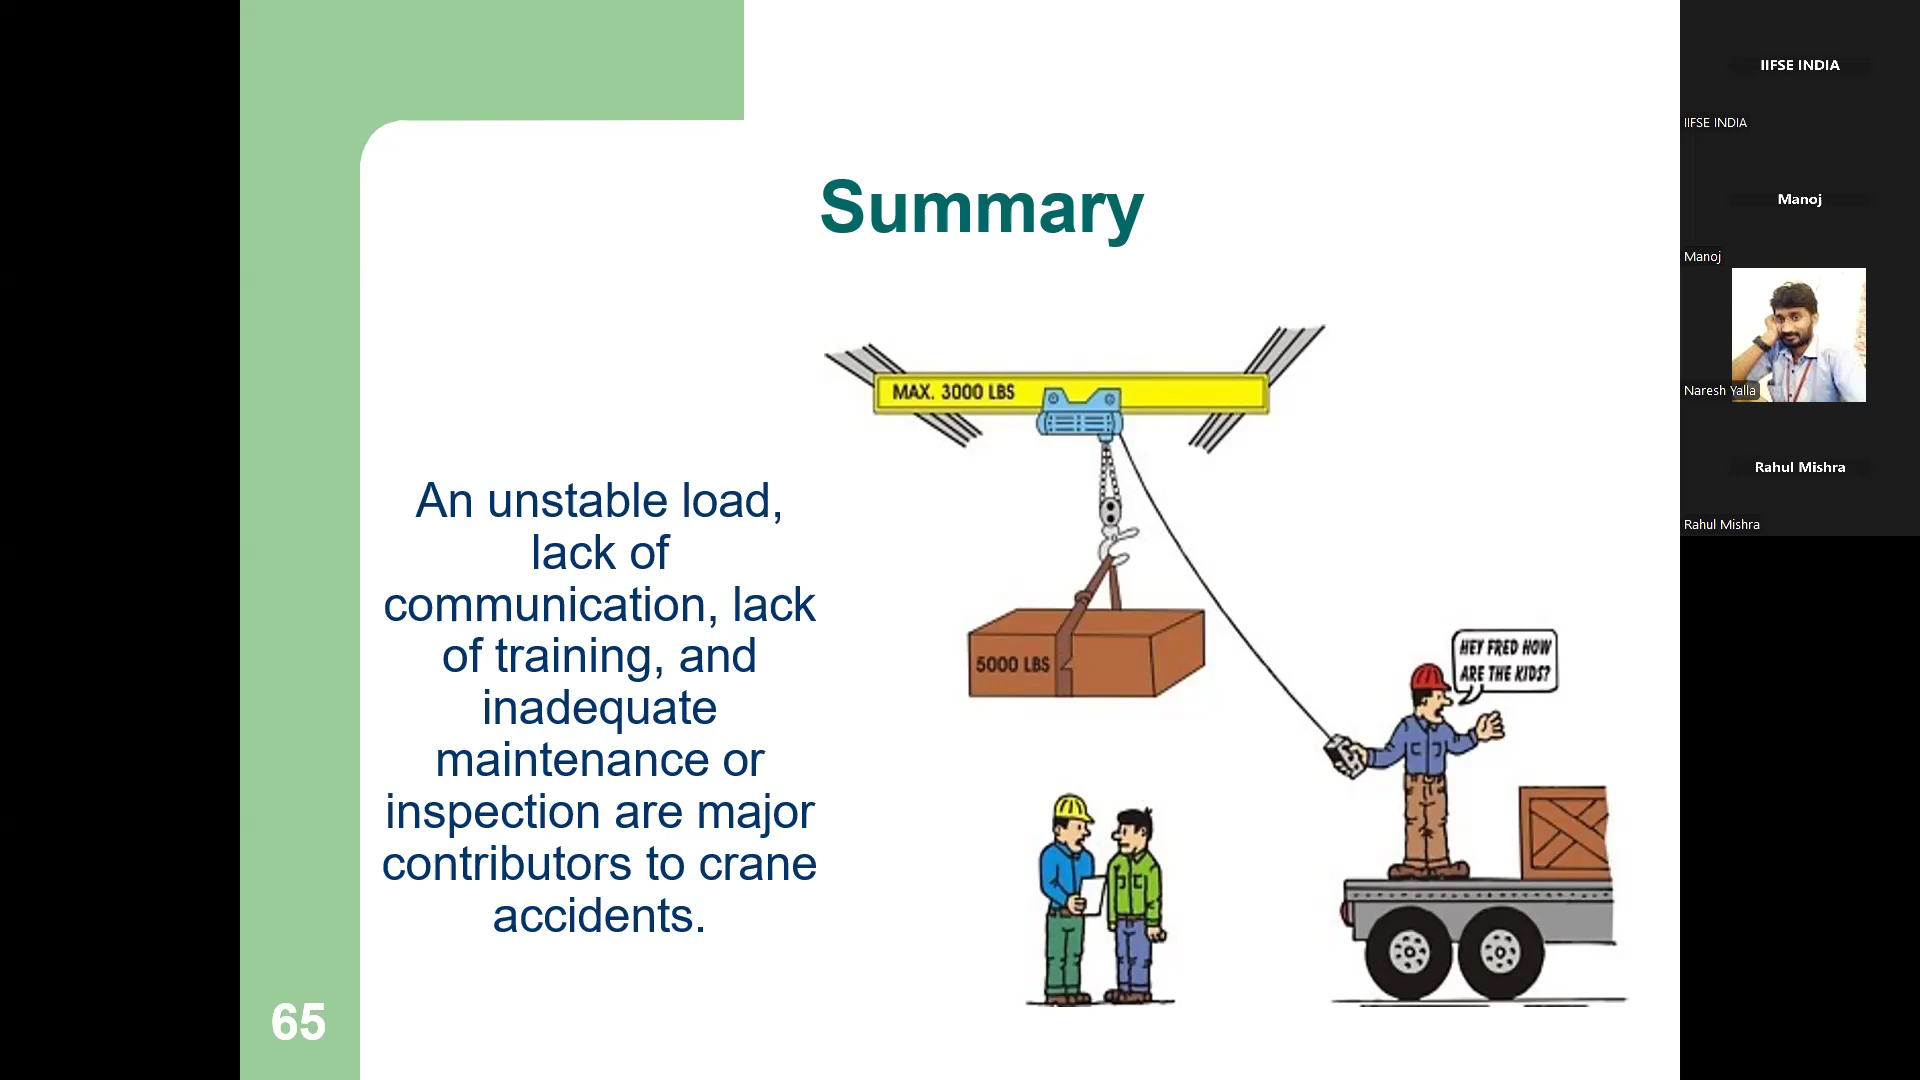 Summary
MAX. 3000 LBS
An unstable load,
lack of
communication, lack
of training, and
inadequate
maintenance or
inspection are major
contributors to crane
accidents.
5000 LBS
HEY FRED HOW
ARE THE KIDS?
65
IIFSE INDIA
IIFSE INDIA
Manoj
Manoj
Naresh Yalla
Rahul Mishra
Rahul Mishra